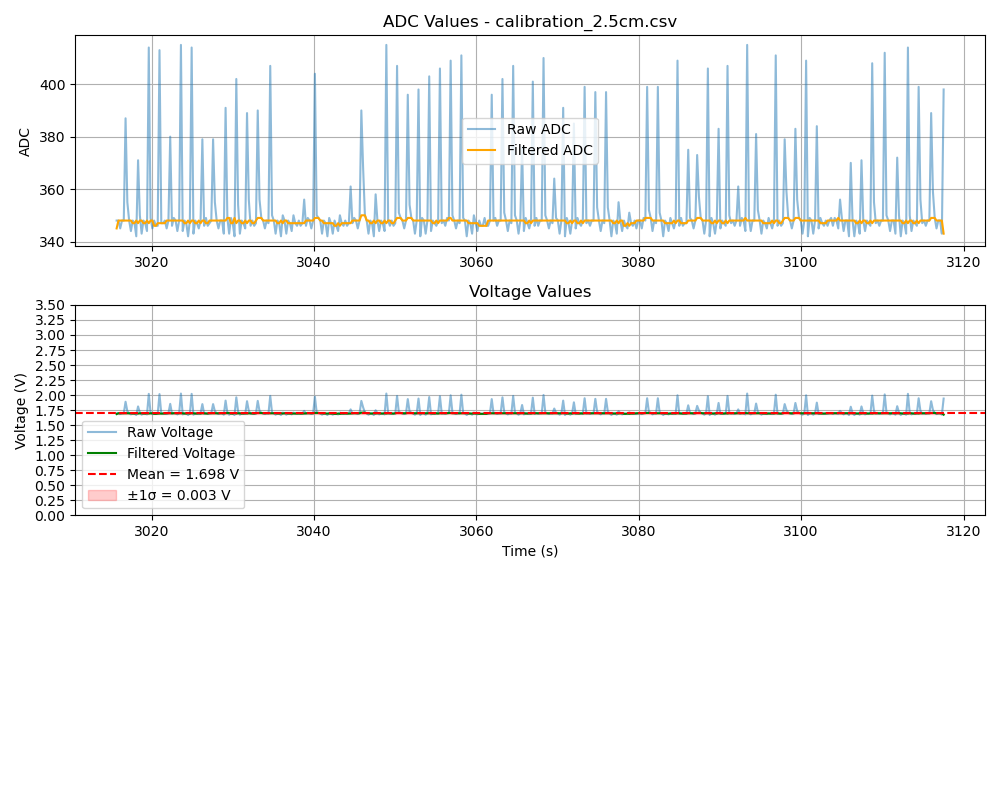 ADC Values - calibration_2.5cm.csv
ADC
400
380
360
340
Raw ADC
Filtered ADC
3020 3040 3060 3080 3100 3120
Voltage Values
Voltage (V)
3.50
3.25
3.00
2.75
2.50
2.25
2.00
1.75
1.50
1.25
1.00
0.75
0.50
0.25
0.00
Raw Voltage
Filtered Voltage
Mean = 1.698 V
±1σ = 0.003 V
3020 3040 3060 3080 3100 3120
Time (s)